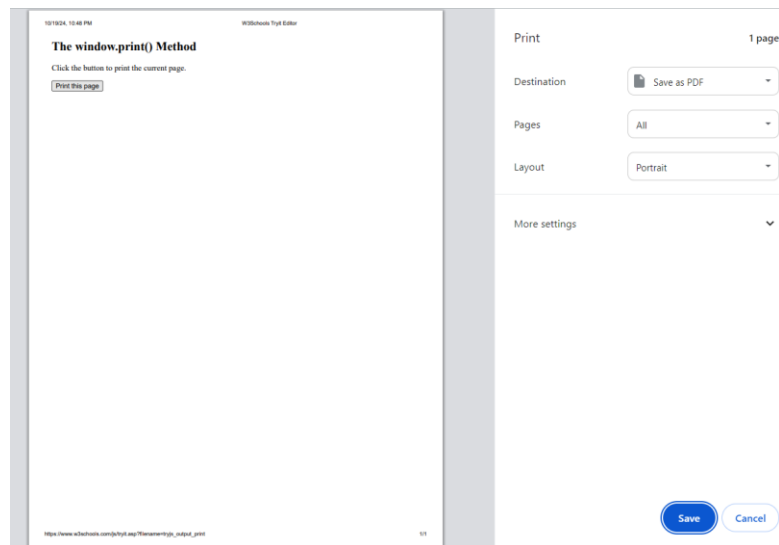 10/19/24, 10:48 PM W3Schools Tryit Editor
The window.print() Method
Click the button to print the current page.
Print this page
https://www.w3schools.com/js/tryit.asp?filename=tryjs_output_print 1/1
Print 1 page
Destination Save as PDF
Pages All
Layout Portrait
More settings
Save Cancel